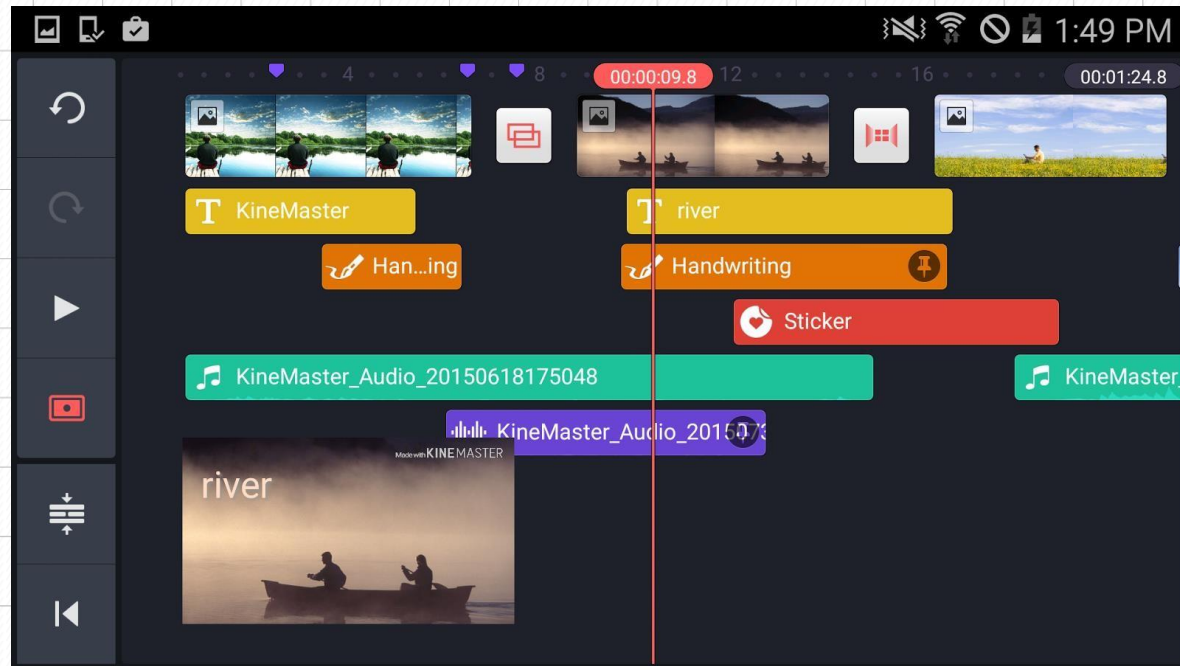 1:49 PM
4 8 00:00:09.8 12 16 00:01:24.8
T KineMaster
T river
Han...ing
Handwriting
Sticker
KineMaster_Audio_20150618175048
KineMaster_
KineMaster_Audio_201507
Made with KINEMASTER
river